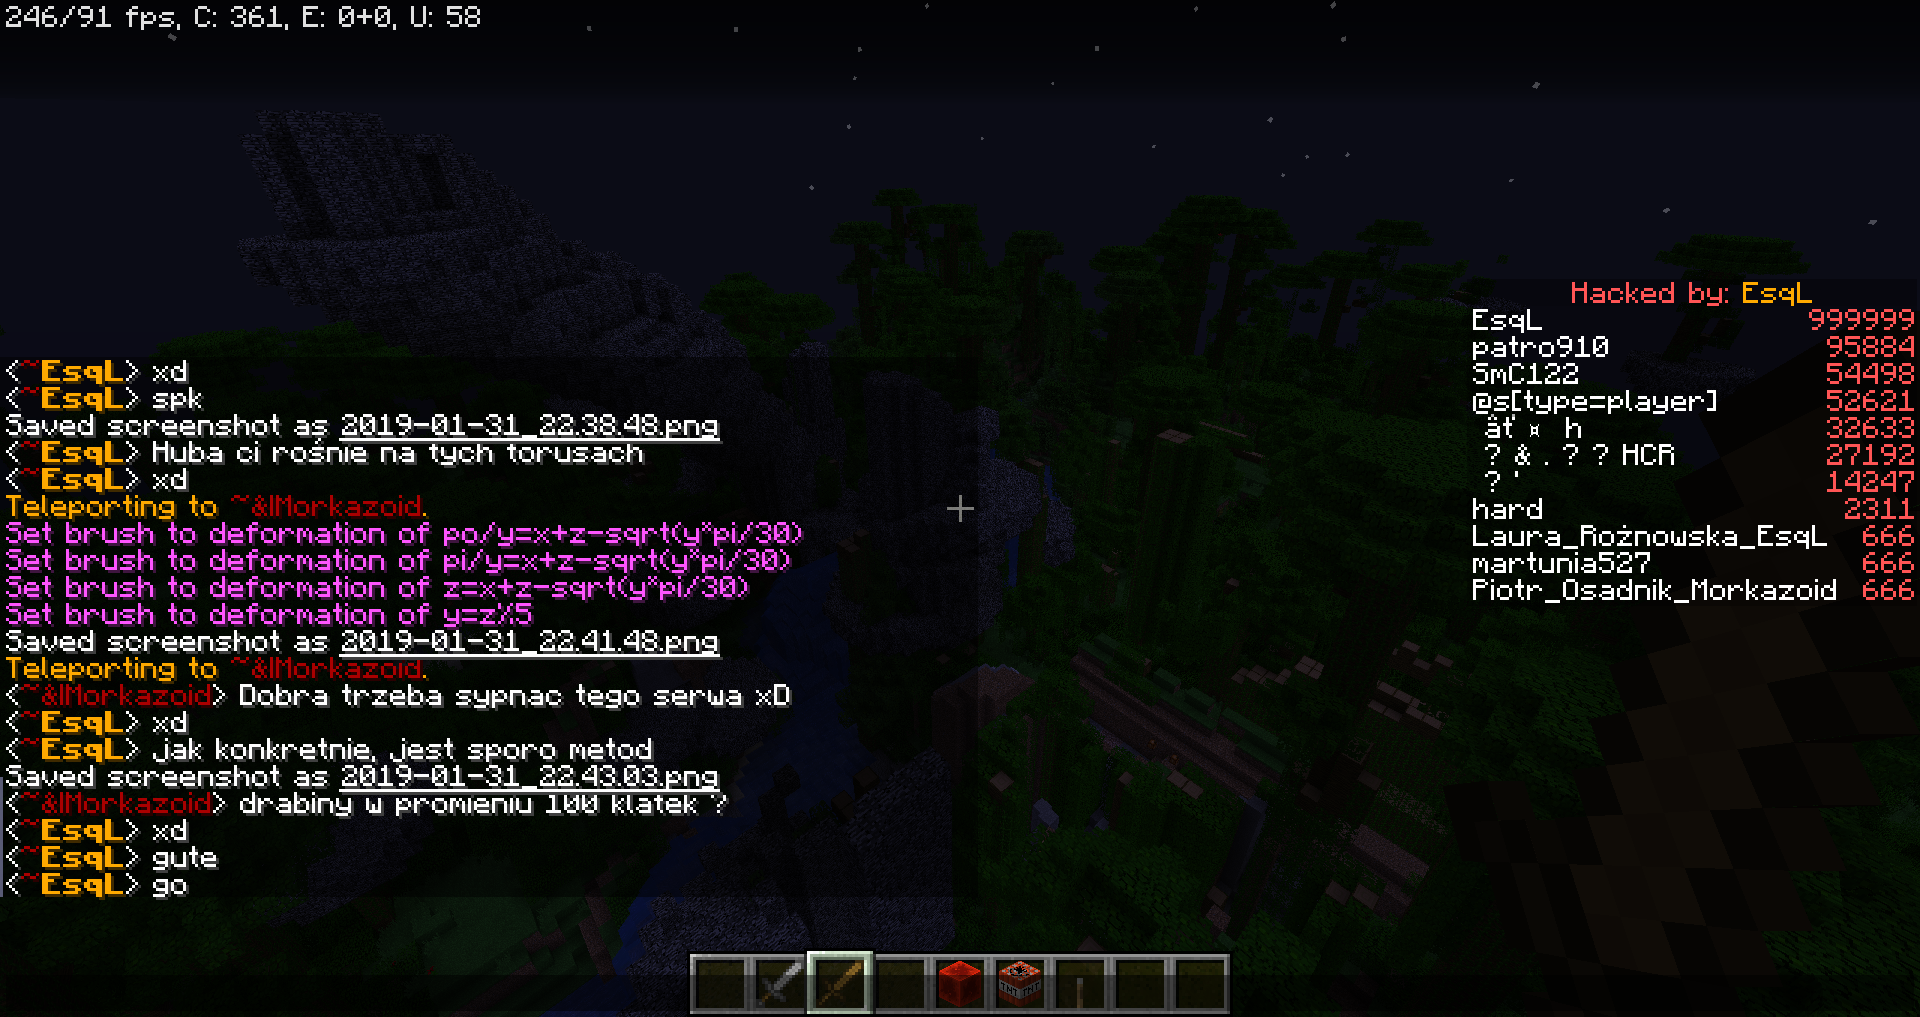 246/91 fps, C: 361, E: 0+0, U: 58
Hacked by: EsqL
EsqL 999999
patro910 95884
SmC122 54498
@s[type=player] 52621
ät ¤ h 32633
? & . ? ? HCR 27192
? ' 14247
hard 2311
Laura_Rożnowska_EsqL 666
martunia527 666
Piotr_Osadnik_Morkazoid 666
<~EsqL> xd
<~EsqL> spk
Saved screenshot as 2019-01-31_22.38.48.png
<~EsqL> Huba ci rośnie na tych torusach
<~EsqL> xd
Teleporting to ~&lMorkazoid.
Set brush to deformation of po/y=x+z-sqrt(y*pi/30)
Set brush to deformation of pi/y=x+z-sqrt(y*pi/30)
Set brush to deformation of z=x+z-sqrt(y*pi/30)
Set brush to deformation of y=z%5
Saved screenshot as 2019-01-31_22.41.48.png
Teleporting to ~&lMorkazoid.
<~&lMorkazoid> Dobra trzeba sypnac tego serwa xD
<~EsqL> xd
<~EsqL> jak konkretnie, jest sporo metod
Saved screenshot as 2019-01-31_22.43.03.png
<~&lMorkazoid> drabiny w promieniu 100 klatek ?
<~EsqL> xd
<~EsqL> gute
<~EsqL> go
TNT TNT